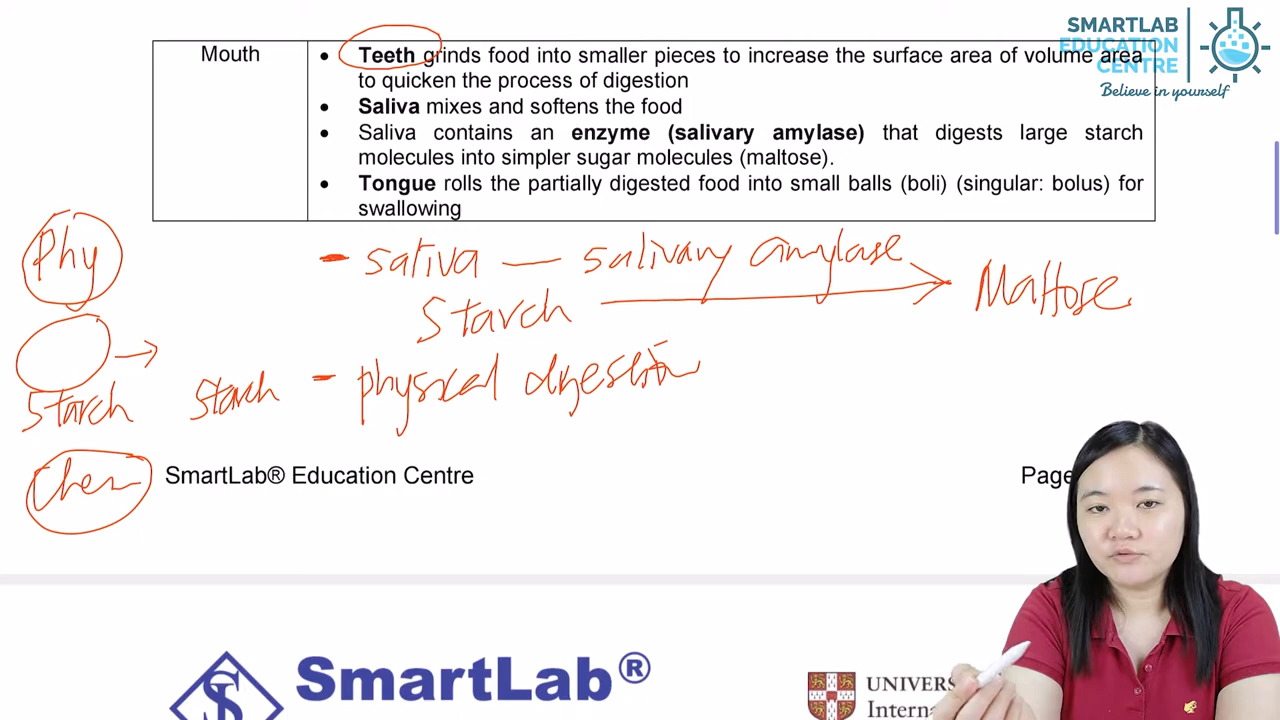 SMARTLAB
EDUCATION
CENTRE
Believe in yourself
Mouth
• Teeth grinds food into smaller pieces to increase the surface area of volume area
to quicken the process of digestion
• Saliva mixes and softens the food
• Saliva contains an enzyme (salivary amylase) that digests large starch
molecules into simpler sugar molecules (maltose).
• Tongue rolls the partially digested food into small balls (boli) (singular: bolus) for
swallowing
Phy
- saliva — salivary amylase
Starch → Maltose
→
Starch starch - physical digestion
Chem
SmartLab® Education Centre
Page
SmartLab®
UNIVERS
Interna